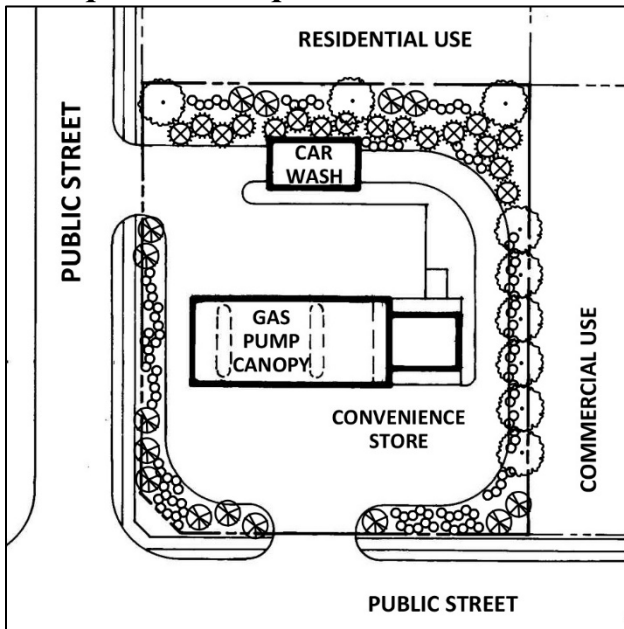 RESIDENTIAL USE
PUBLIC STREET
CAR
WASH
GAS
PUMP
CANOPY
CONVENIENCE
STORE
COMMERCIAL USE
PUBLIC STREET